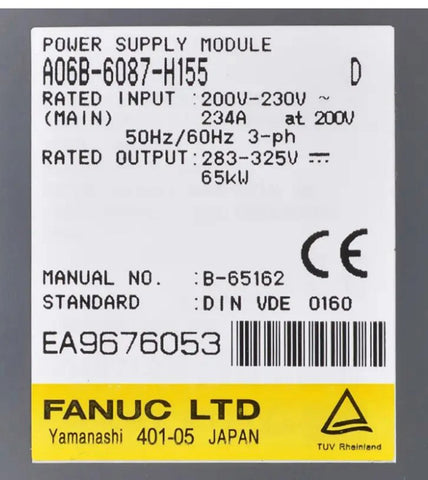 POWER SUPPLY MODULE
A06B-6087-H155 D
RATED INPUT :200V-230V ~
(MAIN) 234A at 200V
50Hz/60Hz 3-ph
RATED OUTPUT:283-325V ⎓
65kW
CE
MANUAL NO. :B-65162
STANDARD :DIN VDE 0160
EA9676053
FANUC LTD
Yamanashi 401-05 JAPAN
TUV Rheinland